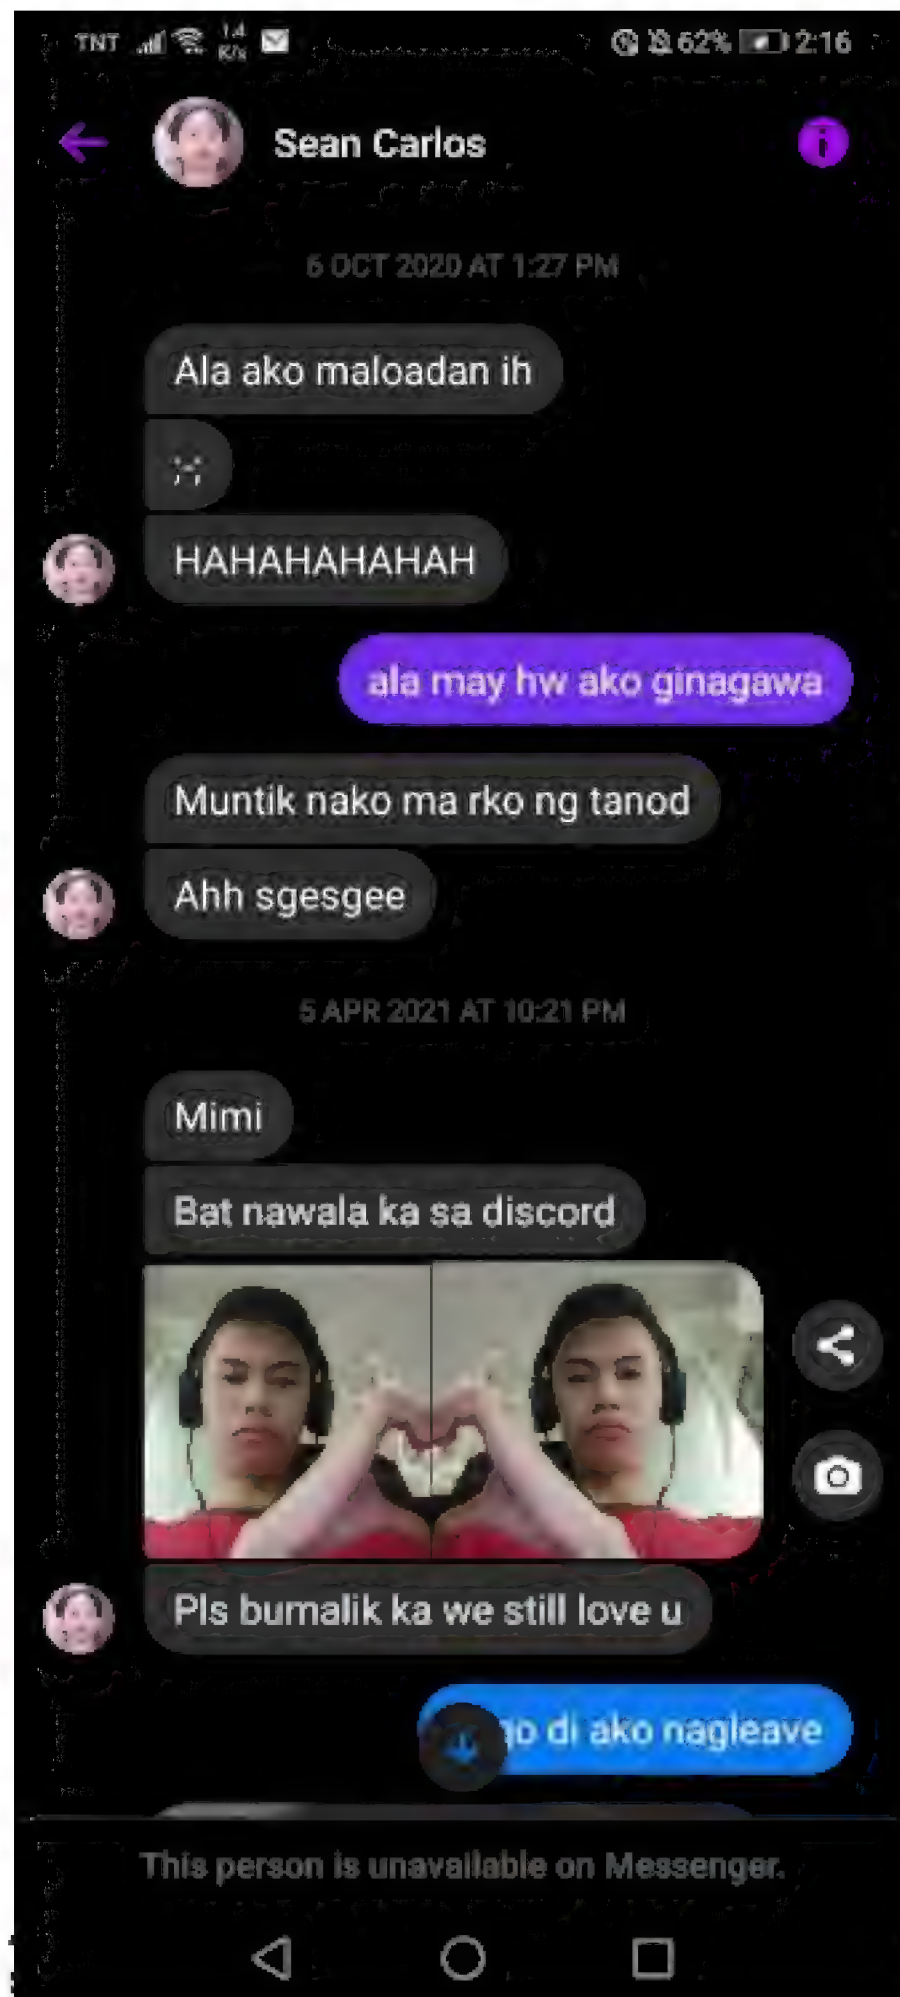 TNT 1.4 K/s 62% 2:16
Sean Carlos
6 OCT 2020 AT 1:27 PM
Ala ako maloadan ih
HAHAHAHAHAH
ala may hw ako ginagawa
Muntik nako ma rko ng tanod
Ahh sgesgee
5 APR 2021 AT 10:21 PM
Mimi
Bat nawala ka sa discord
Pls bumalik ka we still love u
di ako nagleave
This person is unavailable on Messenger.